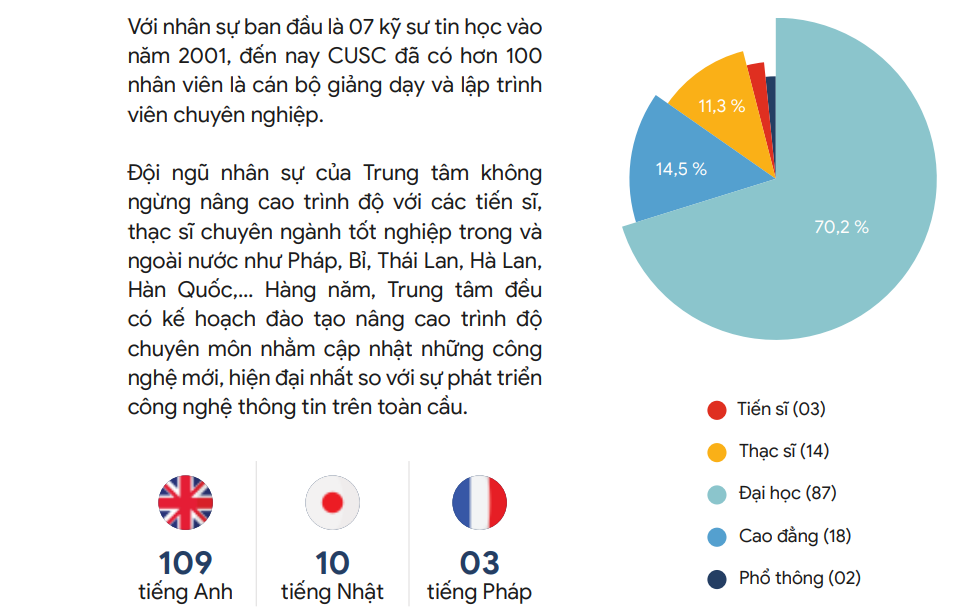 Với nhân sự ban đầu là 07 kỹ sư tin học vào
năm 2001, đến nay CUSC đã có hơn 100
nhân viên là cán bộ giảng dạy và lập trình
viên chuyên nghiệp.
Đội ngũ nhân sự của Trung tâm không
ngừng nâng cao trình độ với các tiến sĩ,
thạc sĩ chuyên ngành tốt nghiệp trong và
ngoài nước như Pháp, Bỉ, Thái Lan, Hà Lan,
Hàn Quốc,... Hàng năm, Trung tâm đều
có kế hoạch đào tạo nâng cao trình độ
chuyên môn nhằm cập nhật những công
nghệ mới, hiện đại nhất so với sự phát triển
công nghệ thông tin trên toàn cầu.
109
tiếng Anh
10
tiếng Nhật
03
tiếng Pháp
11,3 %
14,5 %
70,2 %
Tiến sĩ (03)
Thạc sĩ (14)
Đại học (87)
Cao đẳng (18)
Phổ thông (02)